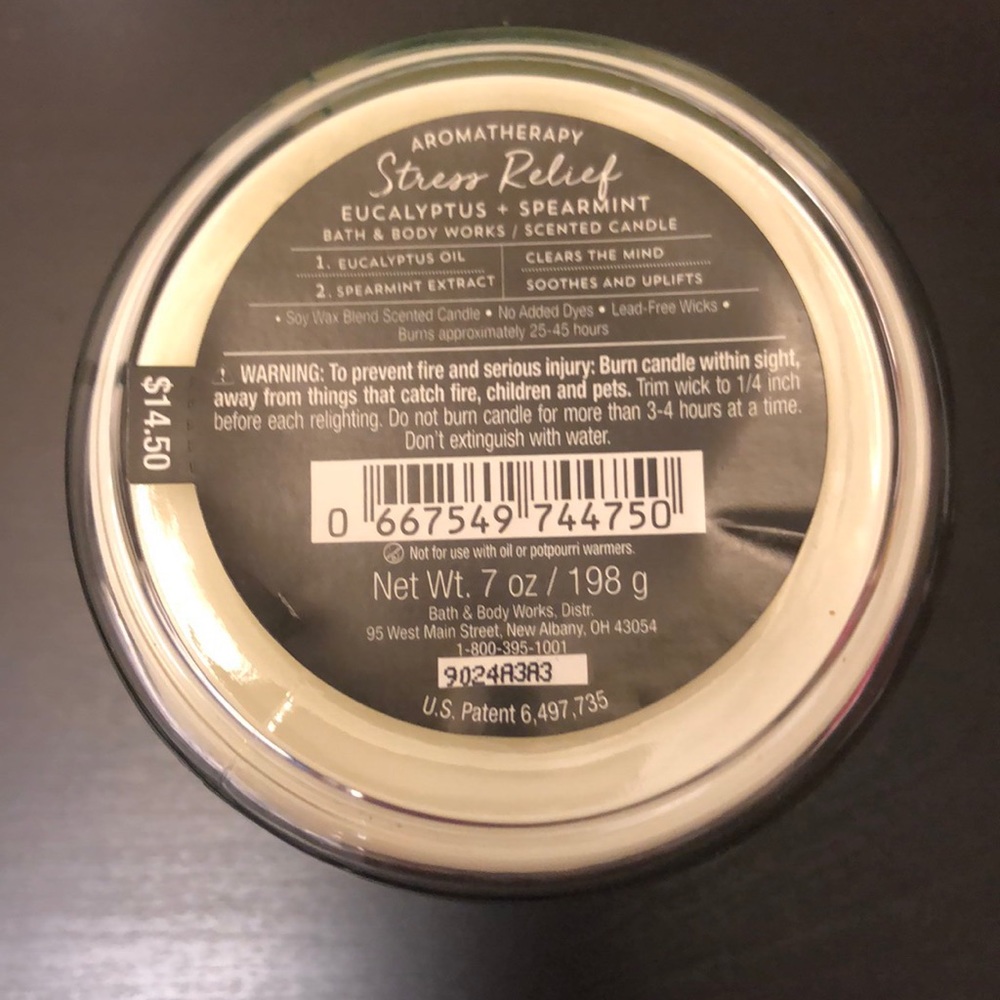 AROMATHERAPY
Stress Relief
EUCALYPTUS + SPEARMINT
BATH & BODY WORKS / SCENTED CANDLE
1. EUCALYPTUS OIL CLEARS THE MIND
2. SPEARMINT EXTRACT SOOTHES AND UPLIFTS
• Soy Wax Blend Scented Candle • No Added Dyes • Lead-Free Wicks •
Burns approximately 25-45 hours
! WARNING: To prevent fire and serious injury: Burn candle within sight,
away from things that catch fire, children and pets. Trim wick to 1/4 inch
before each relighting. Do not burn candle for more than 3-4 hours at a time.
Don't extinguish with water.
$14.50
0 667549 744750
Not for use with oil or potpourri warmers.
Net Wt. 7 oz / 198 g
Bath & Body Works, Distr.
95 West Main Street, New Albany, OH 43054
1-800-395-1001
9024A3A3
U.S. Patent 6,497,735